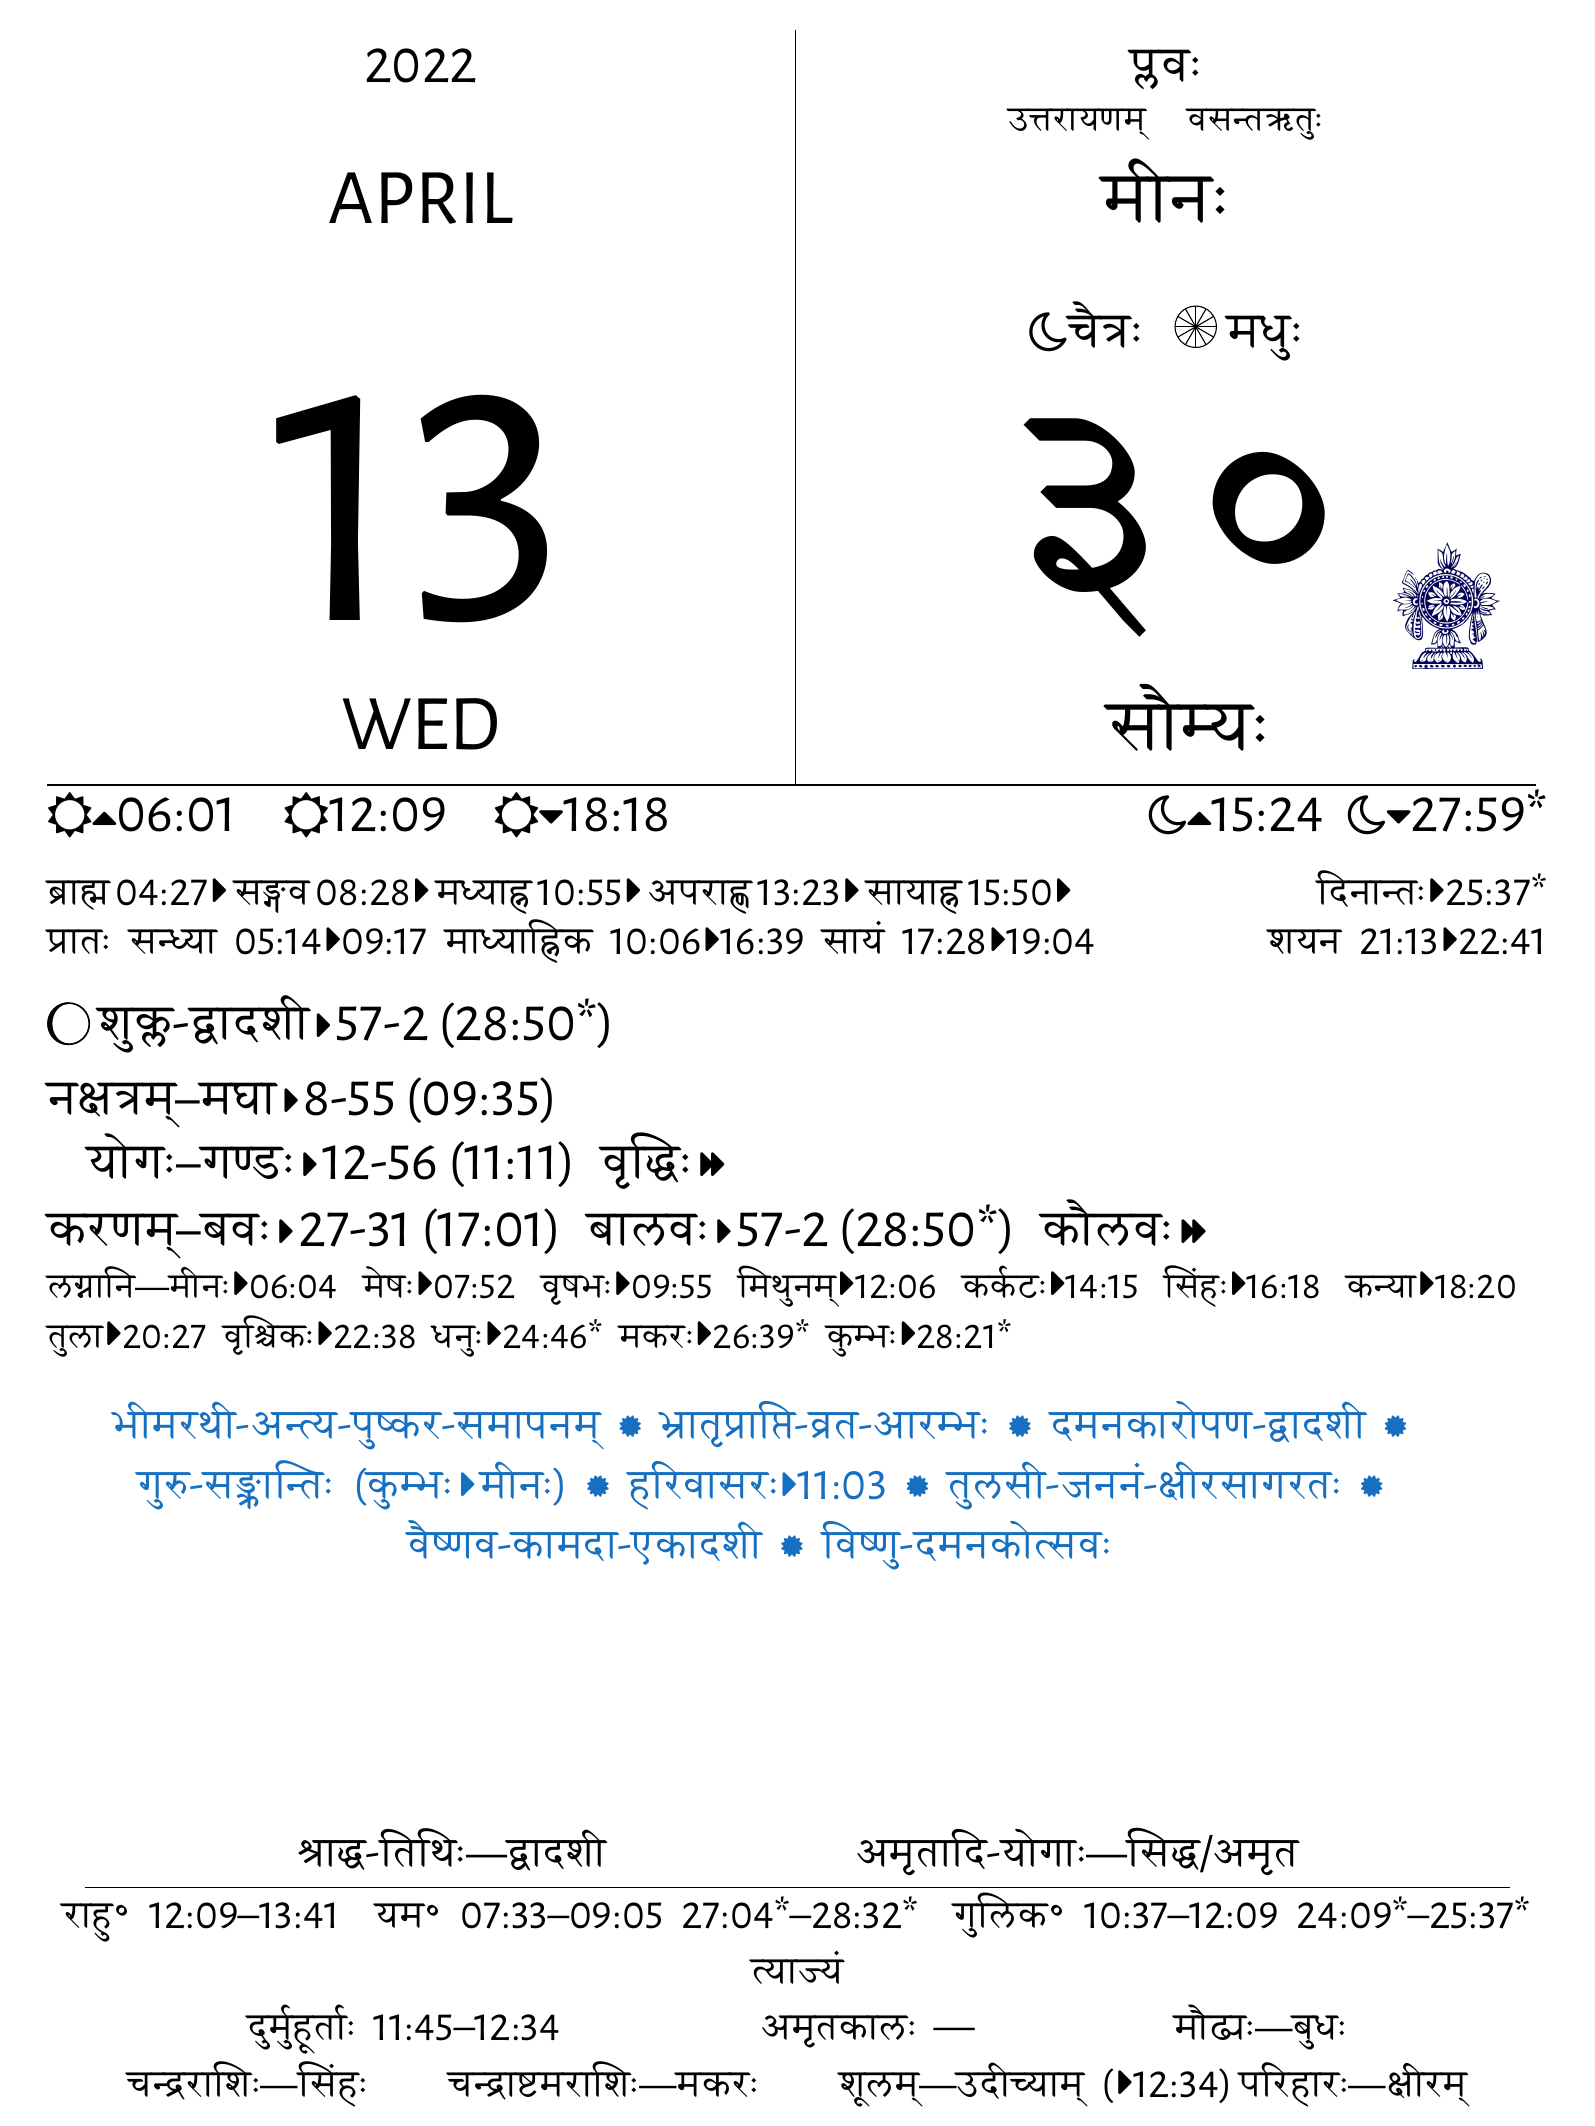 2022
APRIL
13
WED
प्लवः
उत्तरायणम् वसन्तऋतुः
मीनः
चैत्रः मधुः
३०
सौम्यः
06:01 12:09 18:18 15:24 27:59*
ब्राह्म 04:27 सङ्गव 08:28 मध्याह्न 10:55 अपराह्ण 13:23 सायाह्न 15:50 दिनान्तः 25:37*
प्रातः सन्ध्या 05:14 09:17 माध्याह्निक 10:06 16:39 सायं 17:28 19:04 शयन 21:13 22:41
शुक्ल-द्वादशी 57-2 (28:50*)
नक्षत्रम्–मघा 8-55 (09:35)
योगः–गण्डः 12-56 (11:11) वृद्धिः
करणम्–बवः 27-31 (17:01) बालवः 57-2 (28:50*) कौलवः
लग्नानि—मीनः 06:04 मेषः 07:52 वृषभः 09:55 मिथुनम् 12:06 कर्कटः 14:15 सिंहः 16:18 कन्या 18:20
तुला 20:27 वृश्चिकः 22:38 धनुः 24:46* मकरः 26:39* कुम्भः 28:21*
भीमरथी-अन्त्य-पुष्कर-समापनम् ✹ भ्रातृप्राप्ति-व्रत-आरम्भः ✹ दमनकारोपण-द्वादशी ✹
गुरु-सङ्क्रान्तिः (कुम्भः मीनः) ✹ हरिवासरः 11:03 ✹ तुलसी-जननं-क्षीरसागरतः ✹
वैष्णव-कामदा-एकादशी ✹ विष्णु-दमनकोत्सवः
श्राद्ध-तिथिः—द्वादशी अमृतादि-योगाः—सिद्ध/अमृत
राहु॰ 12:09–13:41 यम॰ 07:33–09:05 27:04*–28:32* गुलिक॰ 10:37–12:09 24:09*–25:37*
त्याज्यं
दुर्मुहूर्ताः 11:45–12:34 अमृतकालः — मौढ्यः—बुधः
चन्द्रराशिः—सिंहः चन्द्राष्टमराशिः—मकरः शूलम्—उदीच्याम् (12:34) परिहारः—क्षीरम्